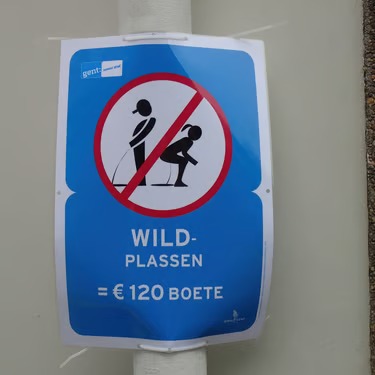 gent:
WILD-
PLASSEN
= € 120 BOETE